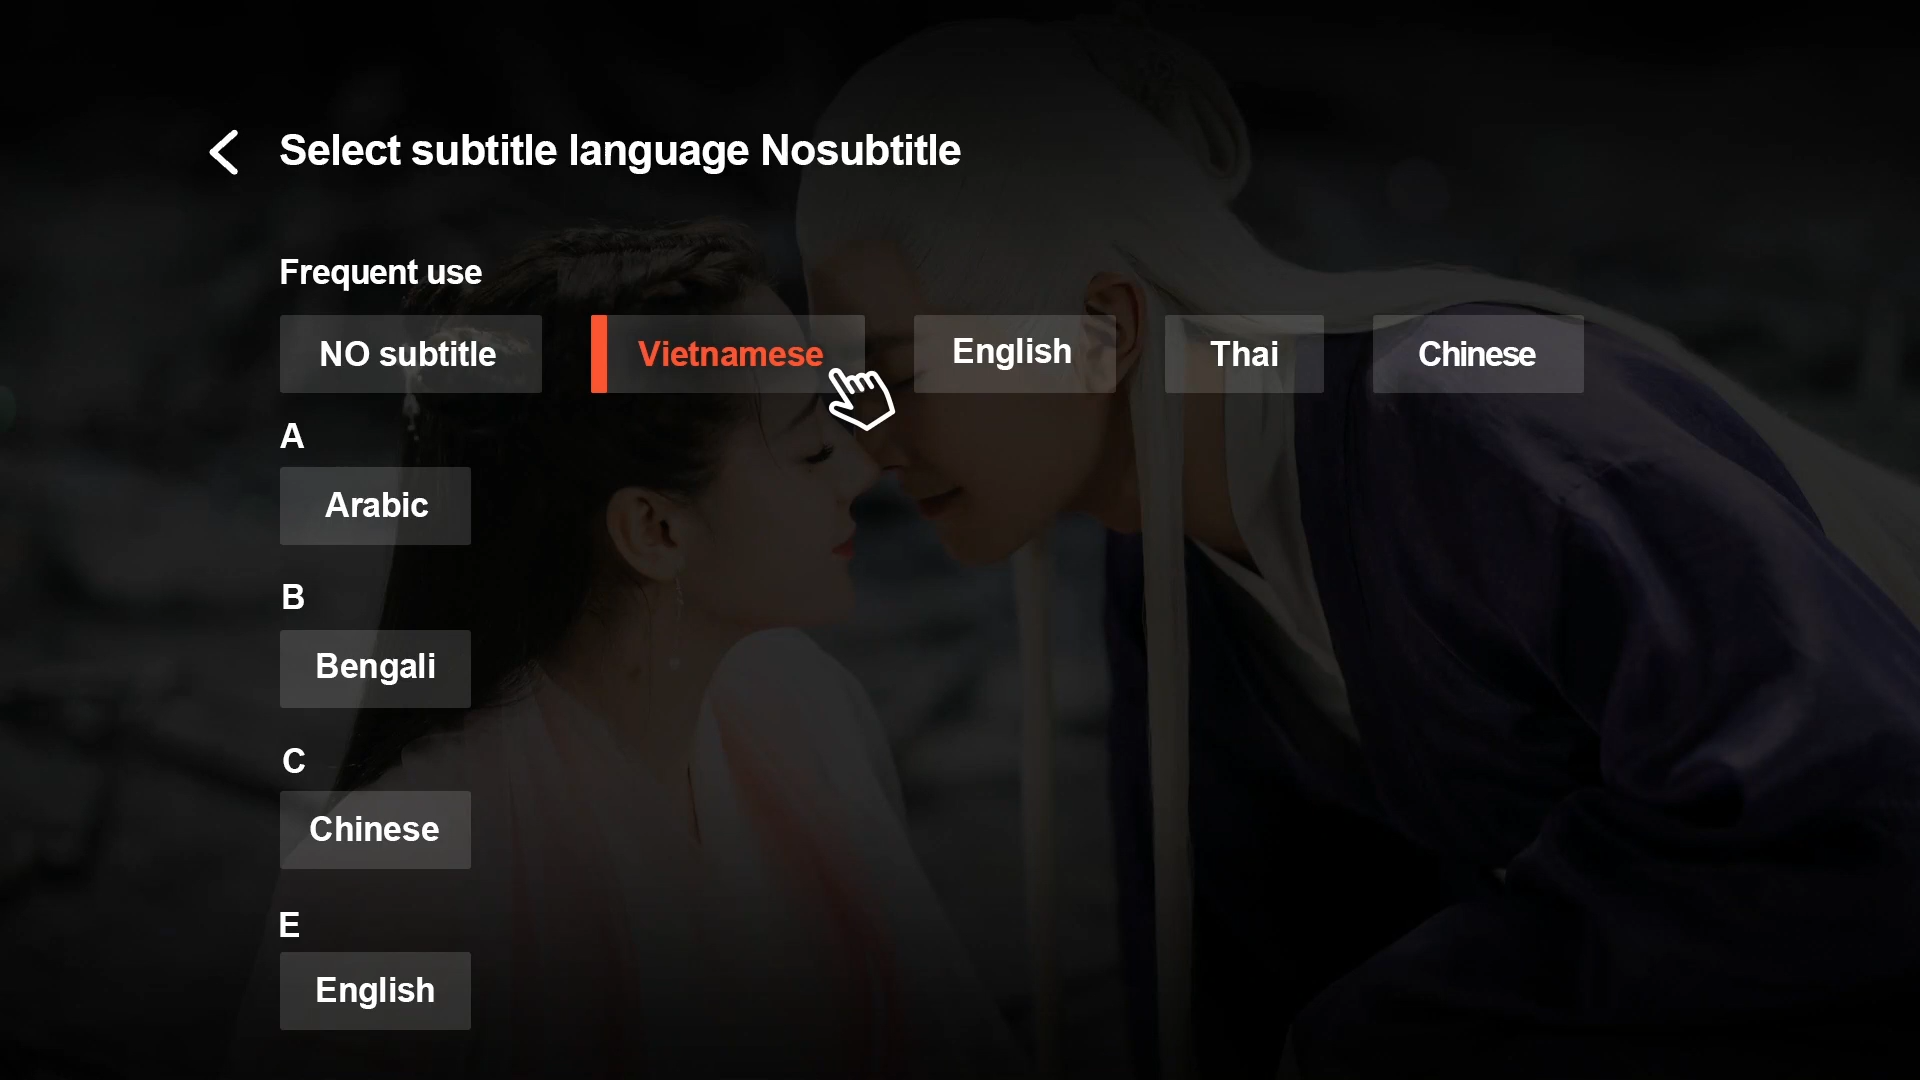 Select subtitle language Nosubtitle
Frequent use
NO subtitle Vietnamese English Thai Chinese
A
Arabic
B
Bengali
C
Chinese
E
English